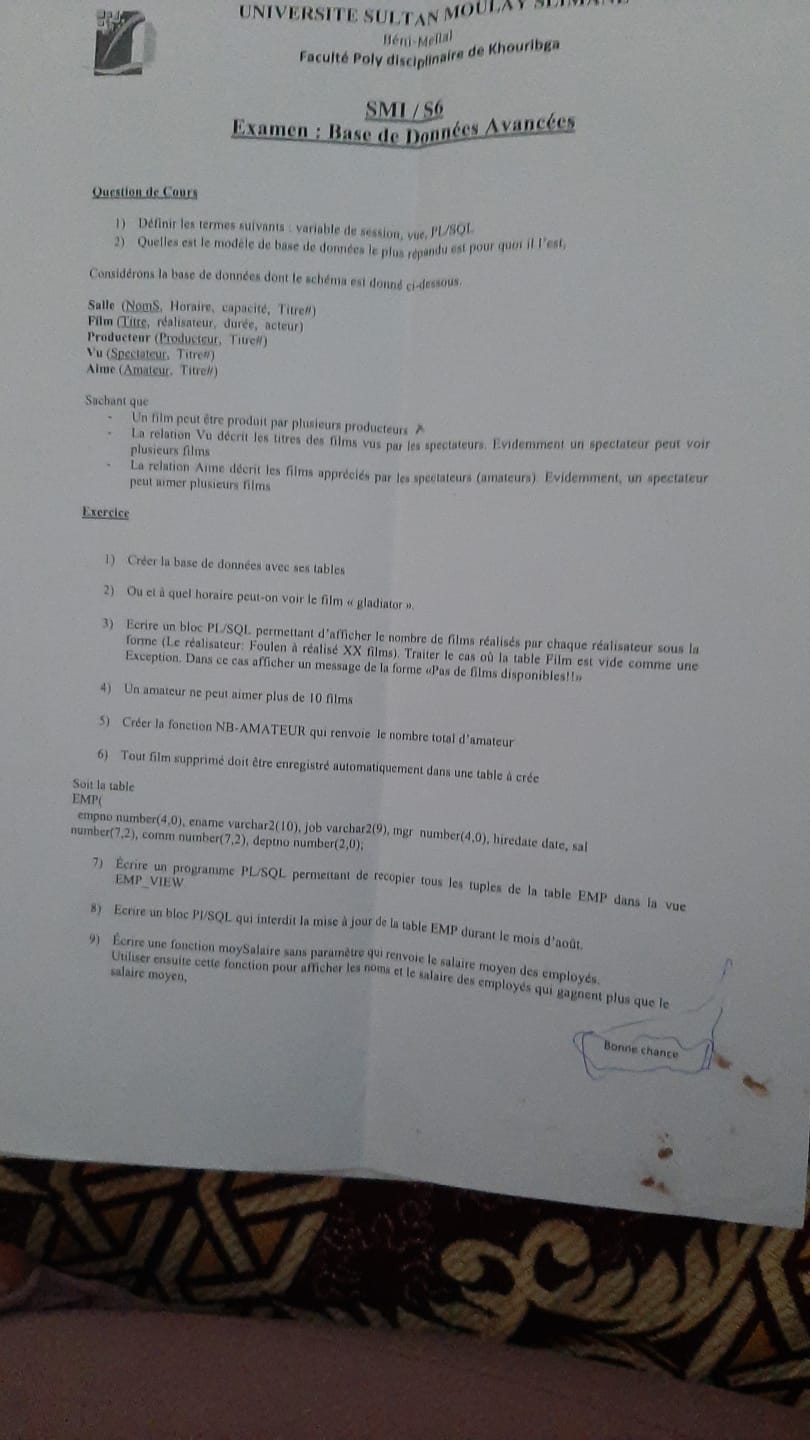 UNIVERSITE SULTAN MOULAY SLIMANE
Béni-Mellal
Faculté Poly disciplinaire de Khouribga
SMI / S6
Examen : Base de Données Avancées
Question de Cours
1) Définir les termes suivants : variable de session, vue, PL/SQL
2) Quelles est le modèle de base de données le plus répandu est pour quoi il l'est,
Considérons la base de données dont le schéma est donné ci-dessous.
Salle (NomS, Horaire, capacité, Titre#)
Film (Titre, réalisateur, durée, acteur)
Producteur (Producteur, Titre#)
Vu (Spectateur, Titre#)
Aime (Amateur, Titre#)
Sachant que
- Un film peut être produit par plusieurs producteurs
- La relation Vu décrit les titres des films vus par les spectateurs. Evidemment un spectateur peut voir
plusieurs films
- La relation Aime décrit les films appréciés par les spectateurs (amateurs). Evidemment, un spectateur
peut aimer plusieurs films
Exercice
1) Créer la base de données avec ses tables
2) Ou et à quel horaire peut-on voir le film « gladiator ».
3) Ecrire un bloc PL/SQL permettant d'afficher le nombre de films réalisés par chaque réalisateur sous la
forme (Le réalisateur: Foulen à réalisé XX films). Traiter le cas où la table Film est vide comme une
Exception. Dans ce cas afficher un message de la forme «Pas de films disponibles!!»
4) Un amateur ne peut aimer plus de 10 films
5) Créer la fonction NB-AMATEUR qui renvoie le nombre total d'amateur
6) Tout film supprimé doit être enregistré automatiquement dans une table à crée
Soit la table
EMP(
empno number(4,0), ename varchar2(10), job varchar2(9), mgr number(4,0), hiredate date, sal
number(7,2), comm number(7,2), deptno number(2,0);
7) Écrire un programme PL/SQL permettant de recopier tous les tuples de la table EMP dans la vue
EMP_VIEW
8) Ecrire un bloc Pl/SQL qui interdit la mise à jour de la table EMP durant le mois d'août.
9) Écrire une fonction moySalaire sans paramètre qui renvoie le salaire moyen des employés.
Utiliser ensuite cette fonction pour afficher les noms et le salaire des employés qui gagnent plus que le
salaire moyen,
Bonne chance